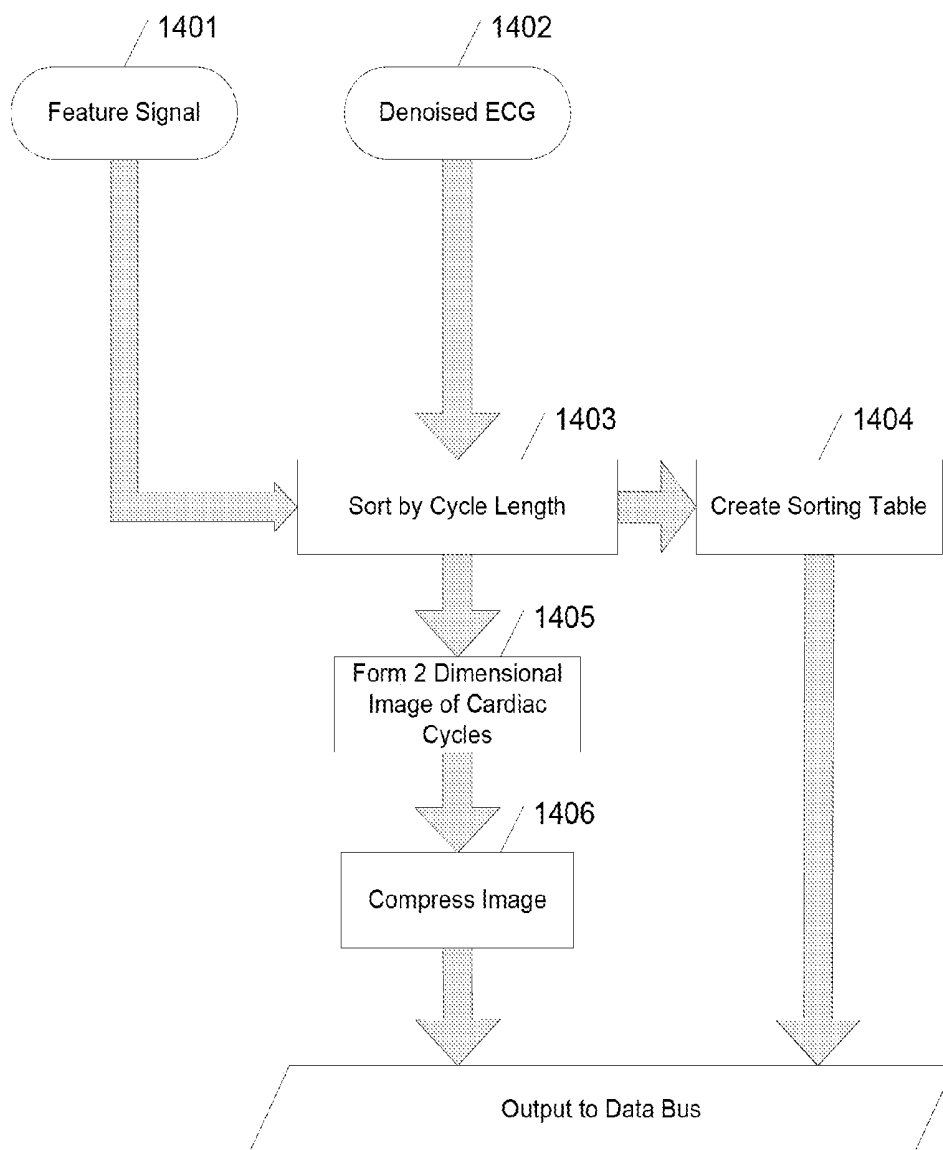 1401
1402
Feature Signal
Denoised ECG
1403
1404
Sort by Cycle Length
Create Sorting Table
1405
Form 2 Dimensional
Image of Cardiac
Cycles
1406
Compress Image
Output to Data Bus